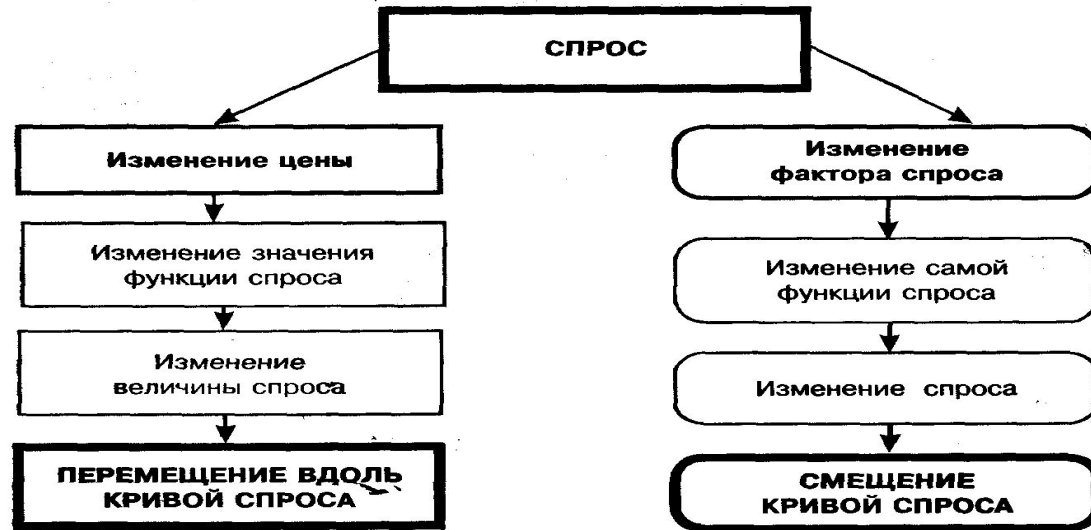 СПРОС
Изменение цены
Изменение значения
функции спроса
Изменение
величины спроса
ПЕРЕМЕЩЕНИЕ ВДОЛЬ
КРИВОЙ СПРОСА
Изменение
фактора спроса
Изменение самой
функции спроса
Изменение спроса
СМЕЩЕНИЕ
КРИВОЙ СПРОСА